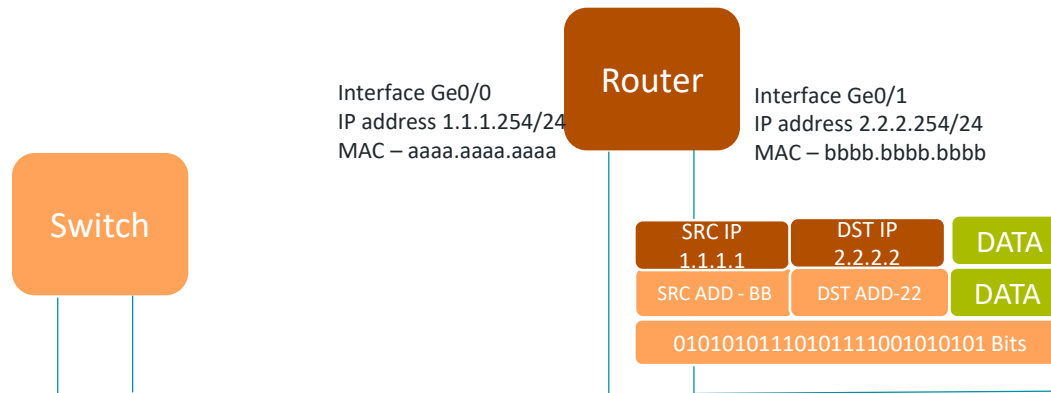 Router
Interface Ge0/0
IP address 1.1.1.254/24
MAC – aaaa.aaaa.aaaa
Interface Ge0/1
IP address 2.2.2.254/24
MAC – bbbb.bbbb.bbbb
Switch
SRC IP
1.1.1.1
DST IP
2.2.2.2
DATA
SRC ADD - BB
DST ADD-22
DATA
01010101110101111001010101 Bits